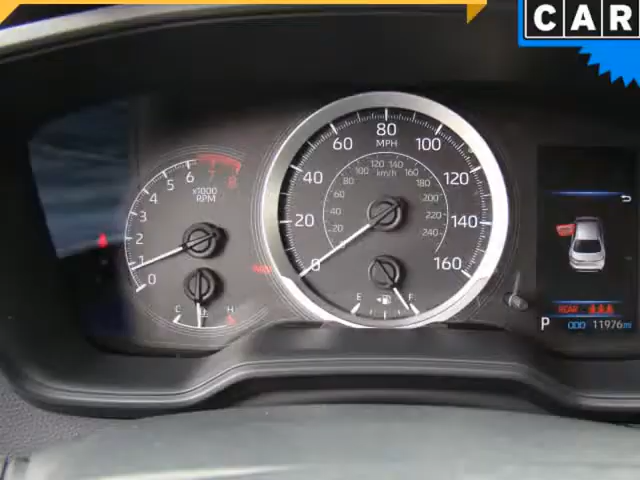 CAR
0 1 2 3 4 5 6 7 8
x1000
RPM
C H
0 20 40 60 80 100 120 140 160
MPH
20 40 60 80 100 120 140 160 180 200 220 240
km/h
E F
REAR
P ODO 11976mi